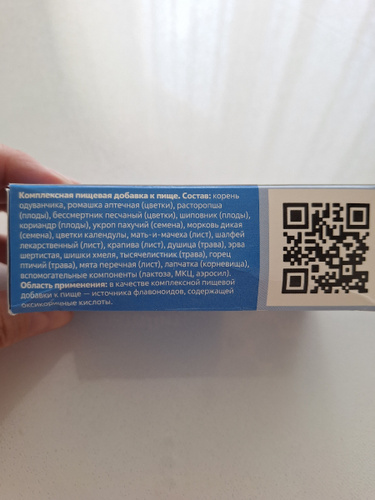 Комплексная пищевая добавка к пище. Состав: корень
одуванчика, ромашка аптечная (цветки), расторопша
(плоды), бессмертник песчаный (цветки), шиповник (плоды),
кориандр (плоды), укроп пахучий (семена), морковь дикая
(семена), цветки календулы, мать-и-мачеха (лист), шалфей
лекарственный (лист), крапива (лист), душица (трава), эрва
шерстистая, шишки хмеля, тысячелистник (трава), горец
птичий (трава), мята перечная (лист), лапчатка (корневища),
вспомогательные компоненты (лактоза, МКЦ, аэросил).
Область применения: в качестве комплексной пищевой
добавки к пище — источника флавоноидов, содержащей
оксикоричные кислоты.